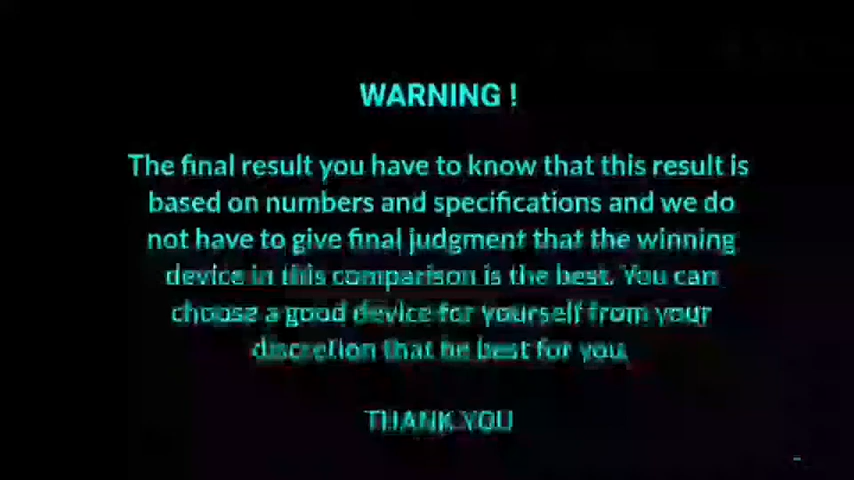 WARNING !
The final result you have to know that this result is
based on numbers and specifications and we do
not have to give final judgment that the winning
device in this comparison is the best. You can
choose a good device for yourself from your
discretion that he best for you.
THANK YOU